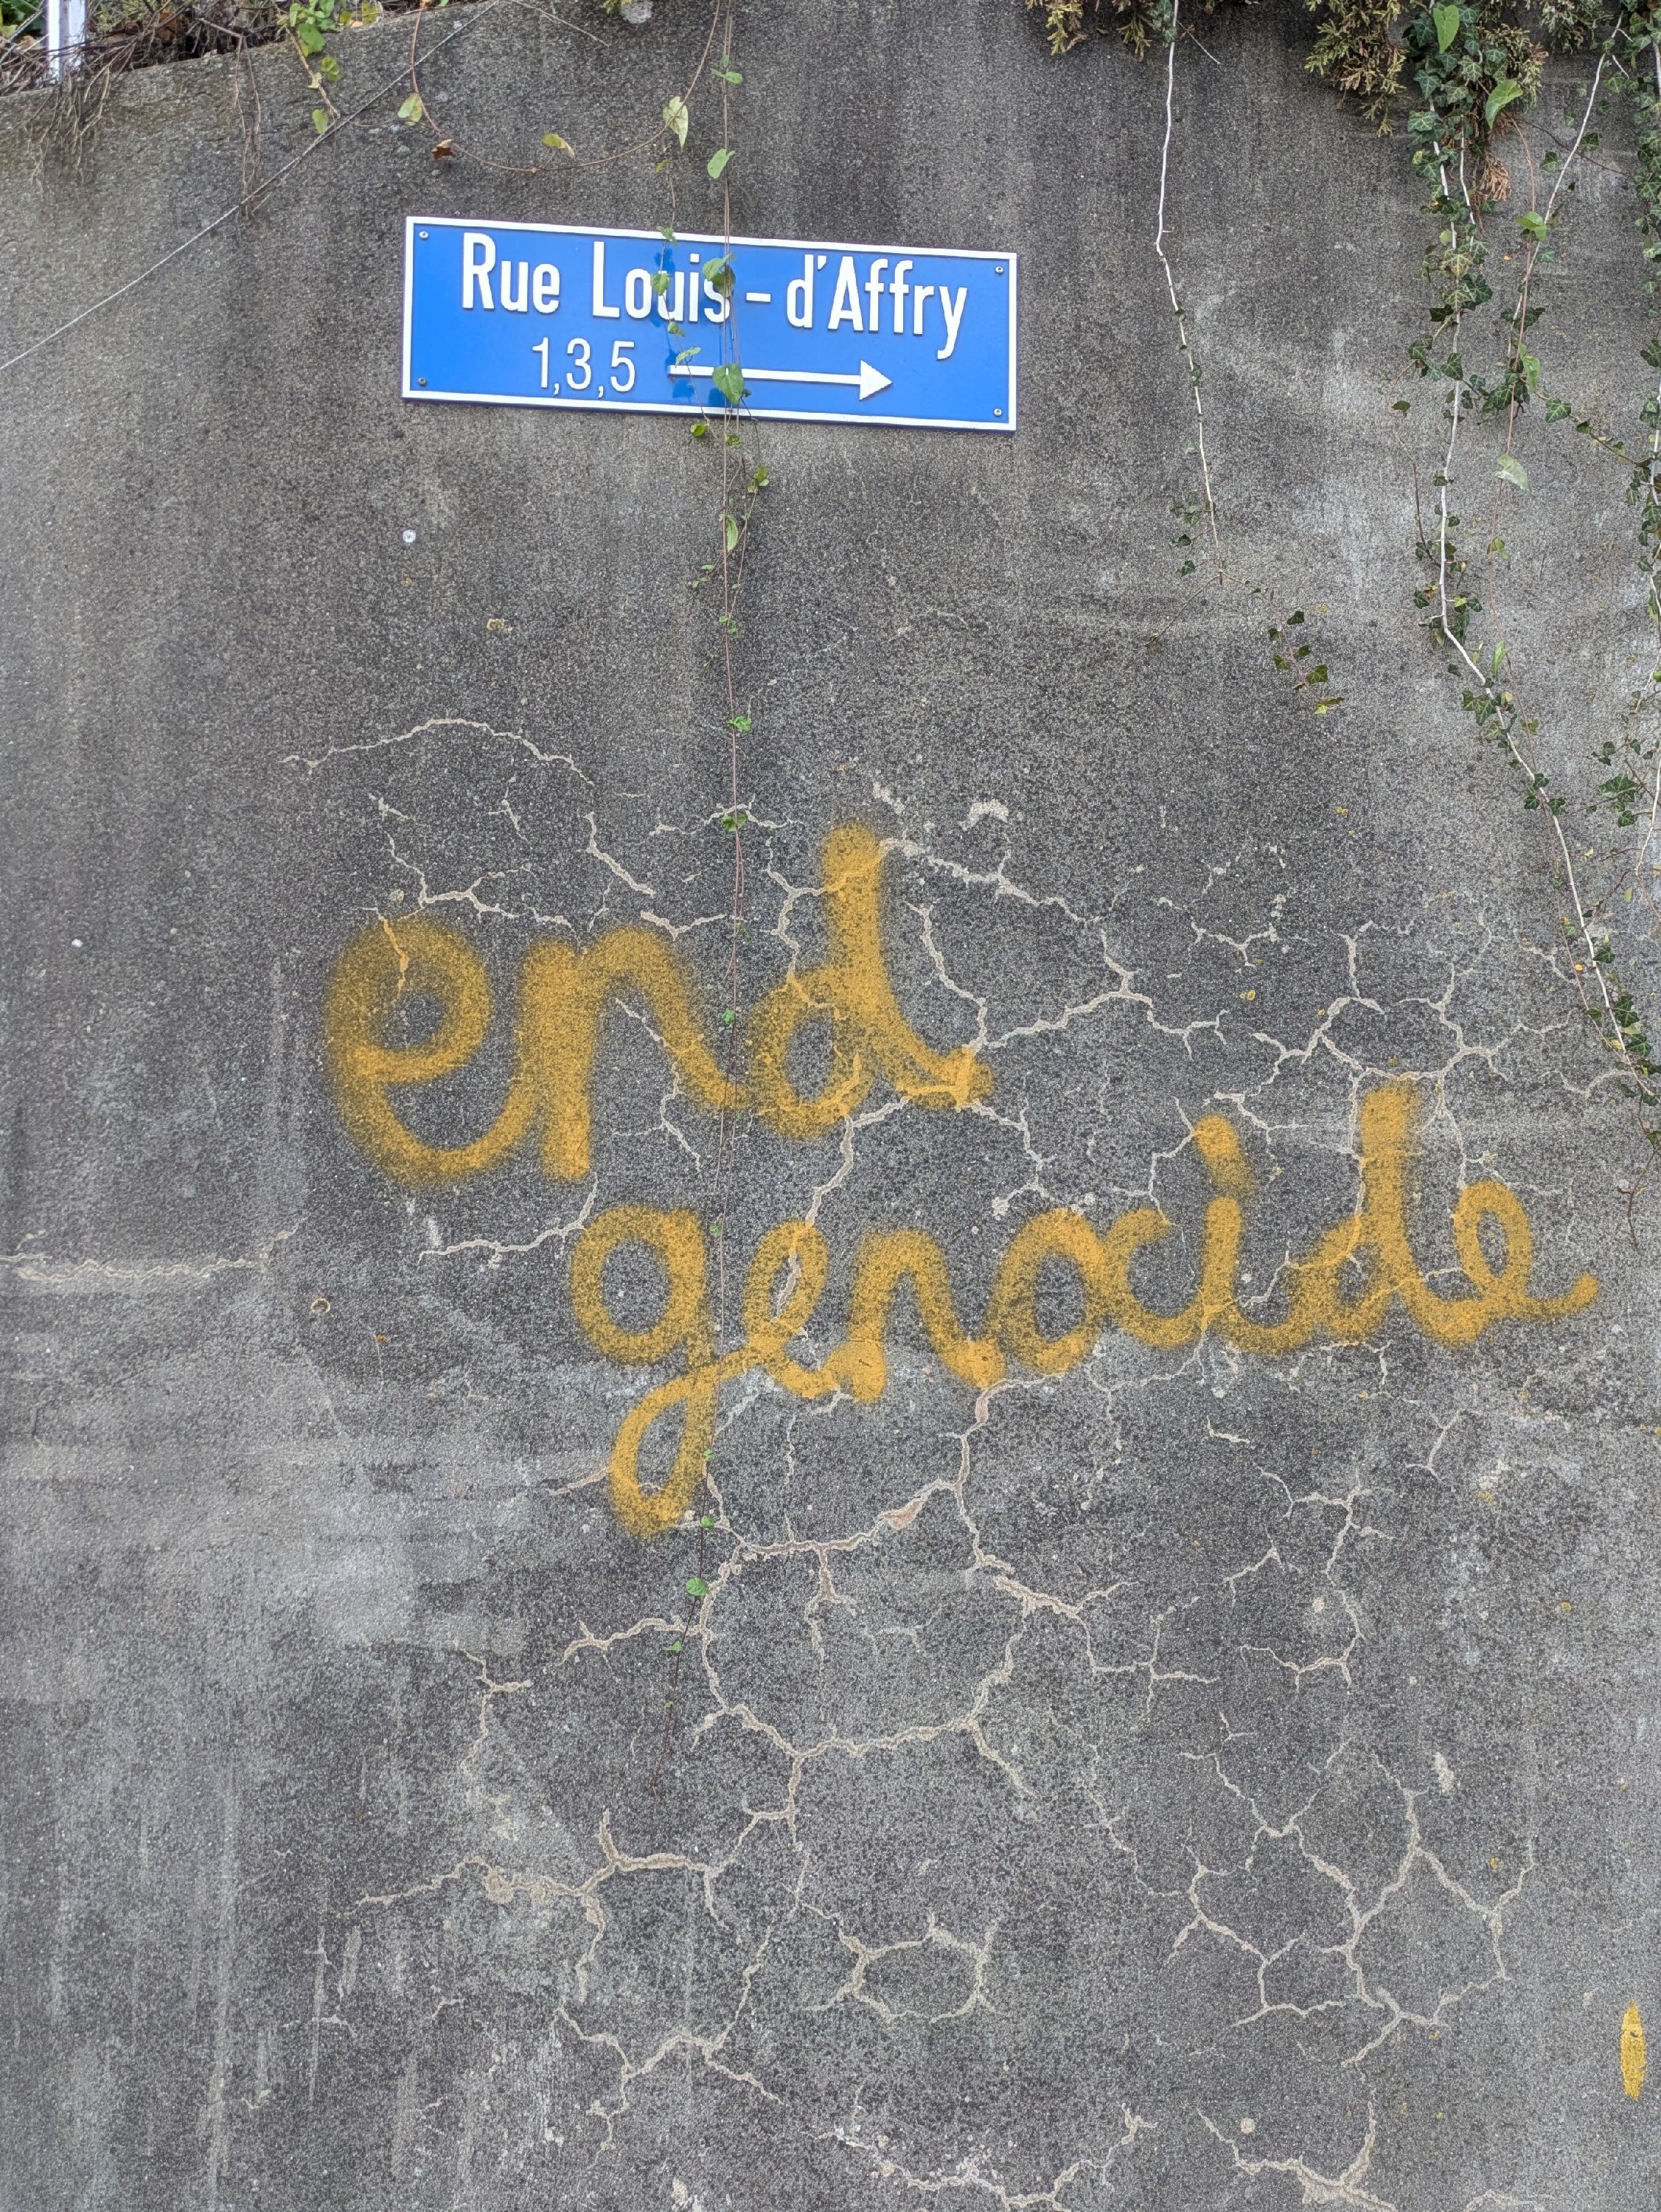 Rue Louis-d'Affry
1,3,5
end
genocide